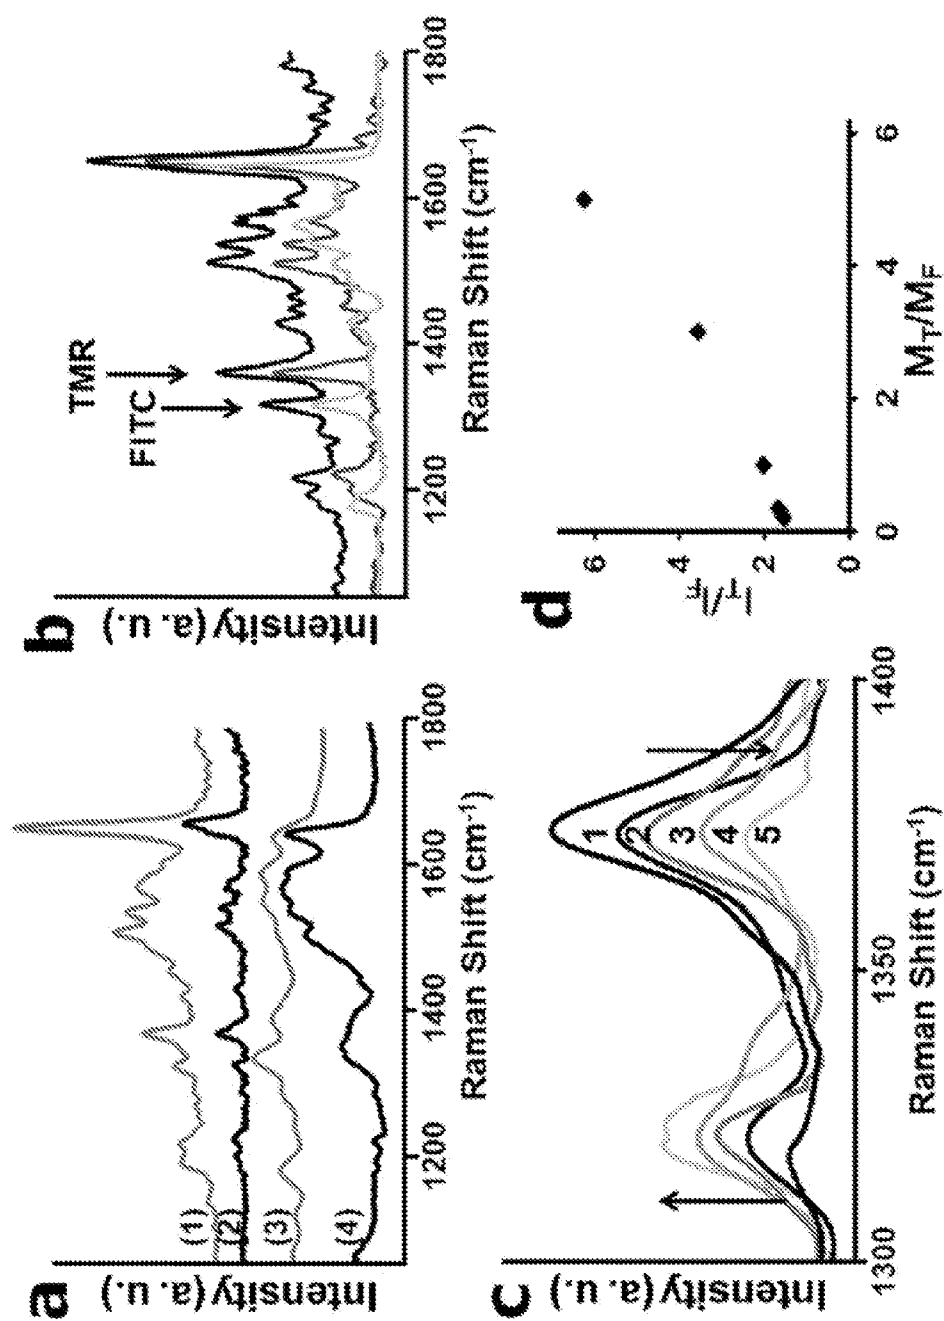 a
Intensity (a. u.)
(1)
(2)
(3)
(4)
1200
1400
1600
1800
Raman Shift (cm⁻¹)
b
Intensity (a. u.)
FITC
TMR
1200
1400
1600
1800
Raman Shift (cm⁻¹)
c
Intensity (a. u.)
1
2
3
4
5
1300
1350
1400
Raman Shift (cm⁻¹)
d
I_T/I_F
6
4
2
0
0
2
4
6
M_T/M_F